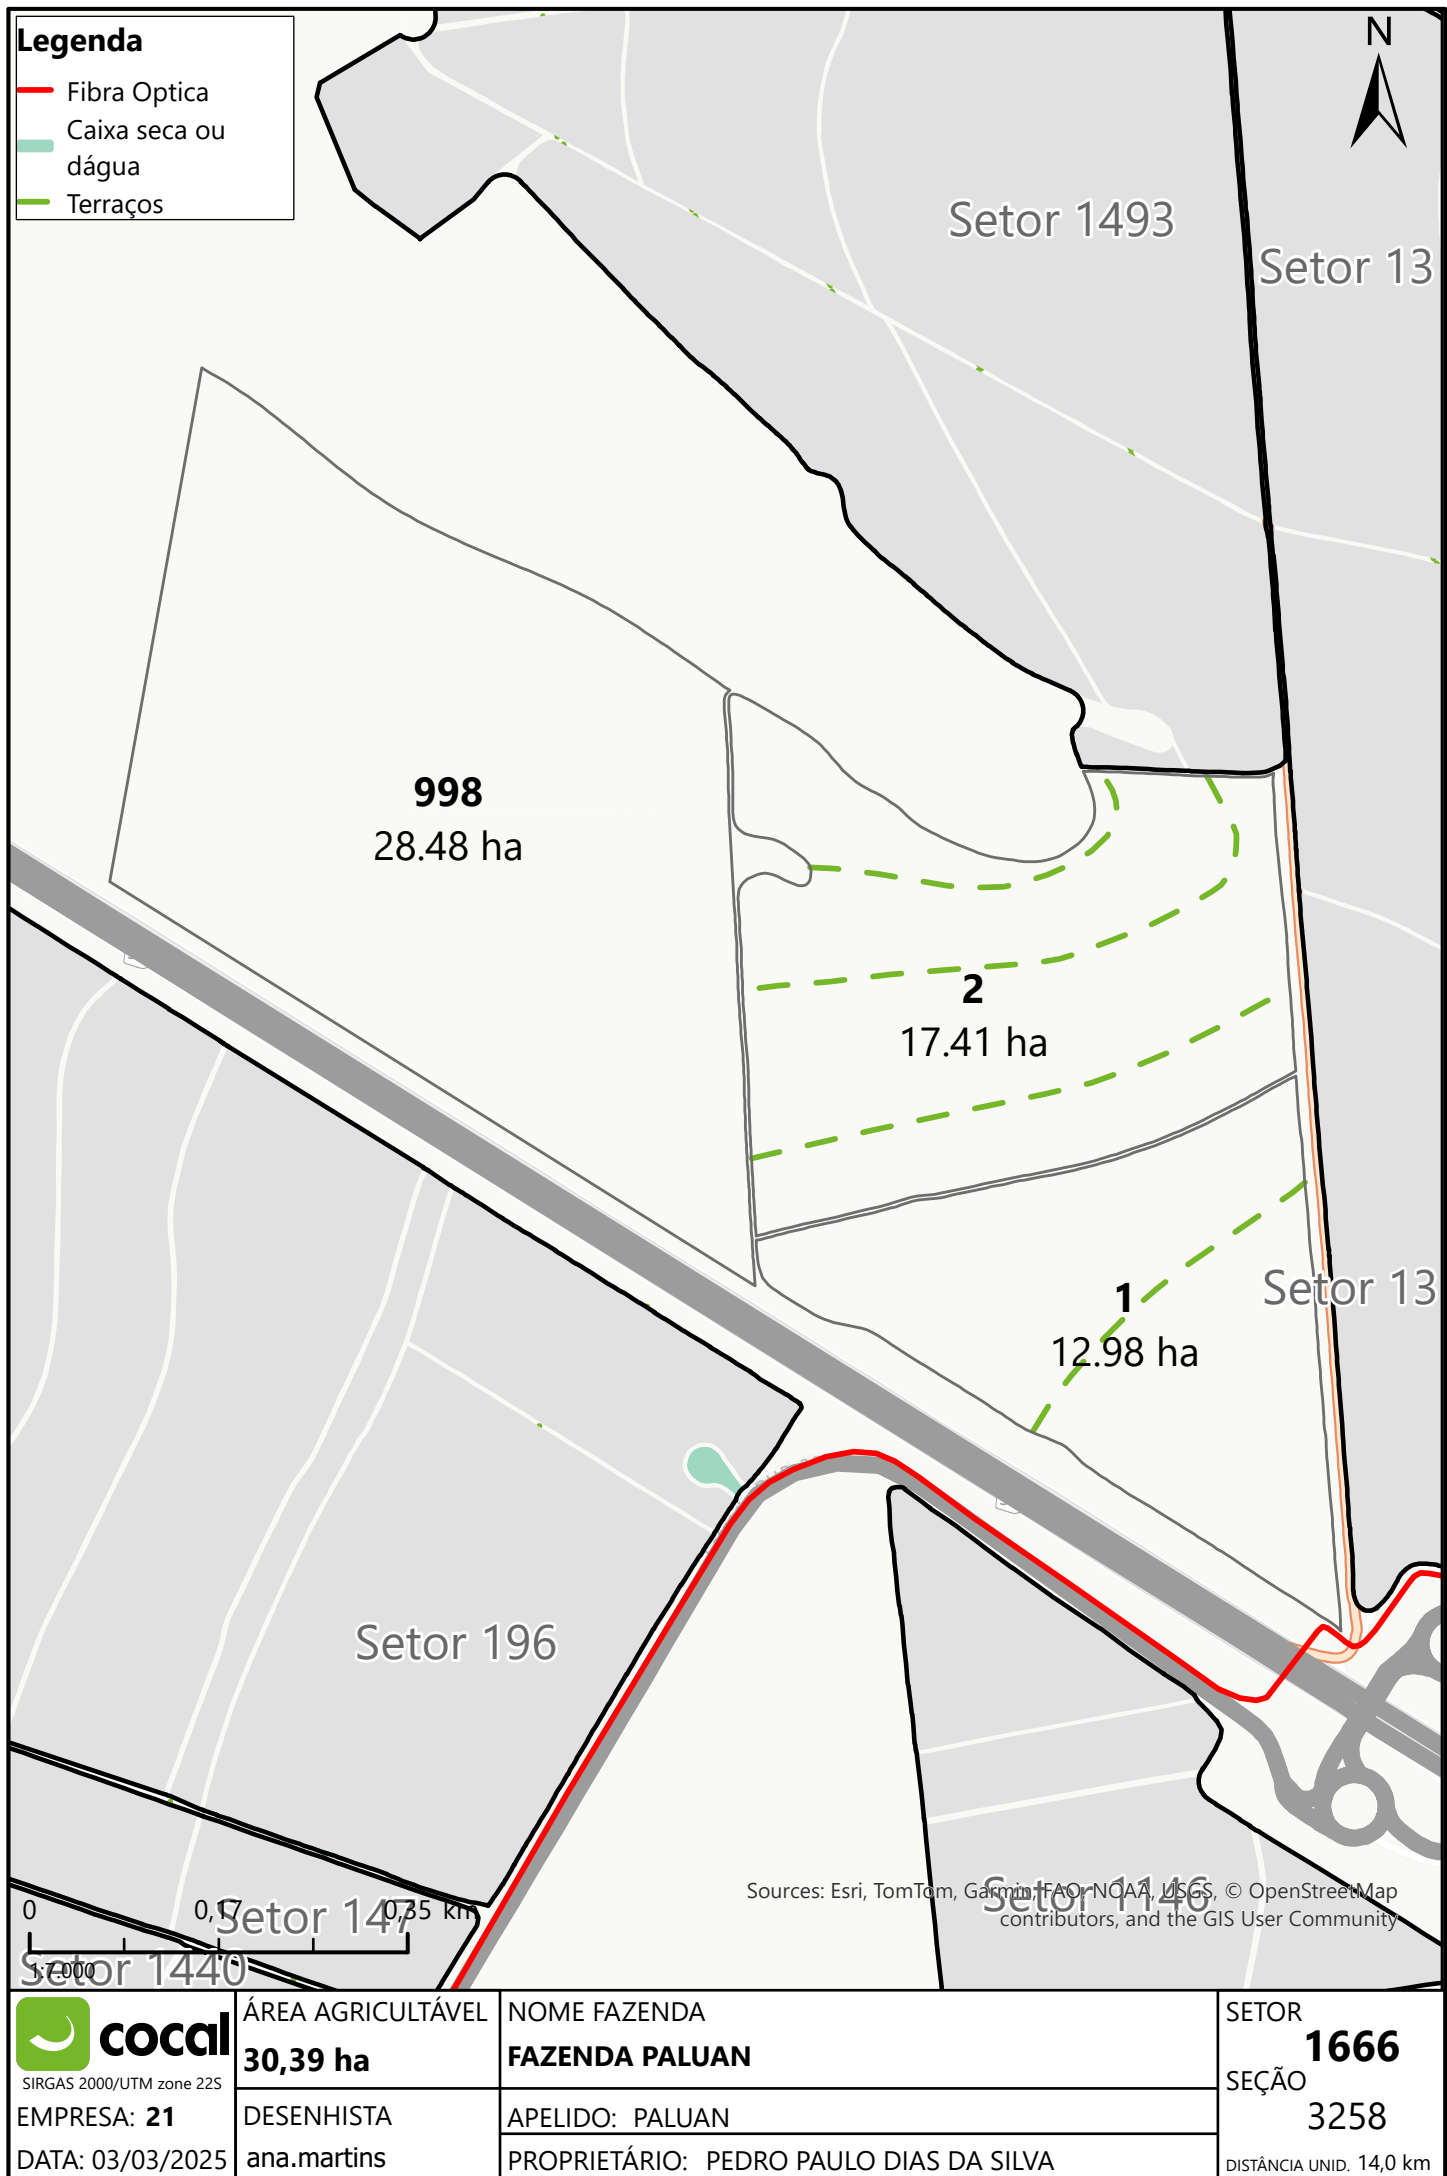 Legenda
Fibra Optica
Caixa seca ou
dágua
Terraços
N
Setor 1493
Setor 13
998
28.48 ha
2
17.41 ha
1
12.98 ha
Setor 13
Setor 196
Setor 1146
Sources: Esri, TomTom, Garmin, FAO, NOAA, USGS, © OpenStreetMap
contributors, and the GIS User Community
0 0,17 0,35 km
Setor 147
Setor 1440
1:7.000
cocal
SIRGAS 2000/UTM zone 22S
EMPRESA: 21
DATA: 03/03/2025
ÁREA AGRICULTÁVEL
30,39 ha
DESENHISTA
ana.martins
NOME FAZENDA
FAZENDA PALUAN
APELIDO: PALUAN
PROPRIETÁRIO: PEDRO PAULO DIAS DA SILVA
SETOR
1666
SEÇÃO
3258
DISTÂNCIA UNID. 14,0 km